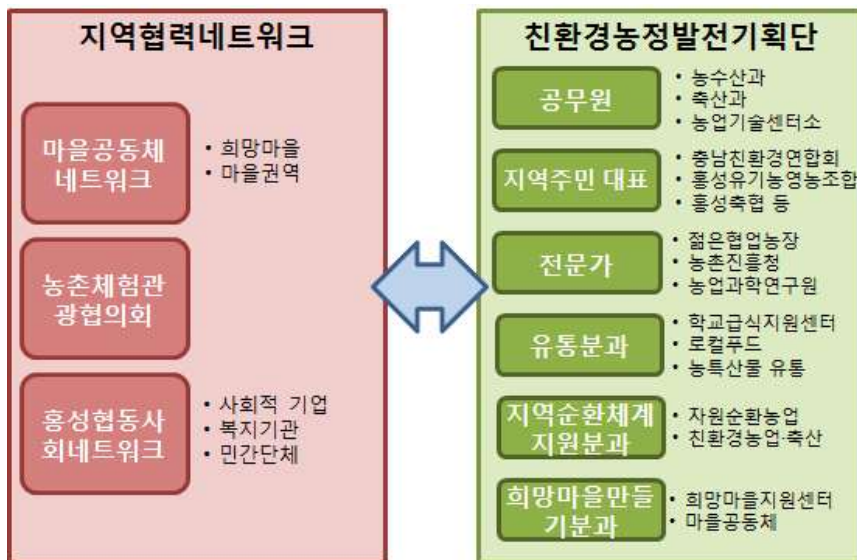 지역협력네트워크
마을공동체
네트워크
• 희망마을
• 마을권역
농촌체험관
광협의회
홍성협동사
회네트워크
• 사회적 기업
• 복지기관
• 민간단체
친환경농정발전기획단
공무원
• 농수산과
• 축산과
• 농업기술센터소
지역주민 대표
• 충남친환경연합회
• 홍성유기농영농조합
• 홍성축협 등
전문가
• 젊은협업농장
• 농촌진흥청
• 농업과학연구원
유통분과
• 학교급식지원센터
• 로컬푸드
• 농특산물 유통
지역순환체계
지원분과
• 자원순환농업
• 친환경농업·축산
희망마을만들
기분과
• 희망마을지원센터
• 마을공동체